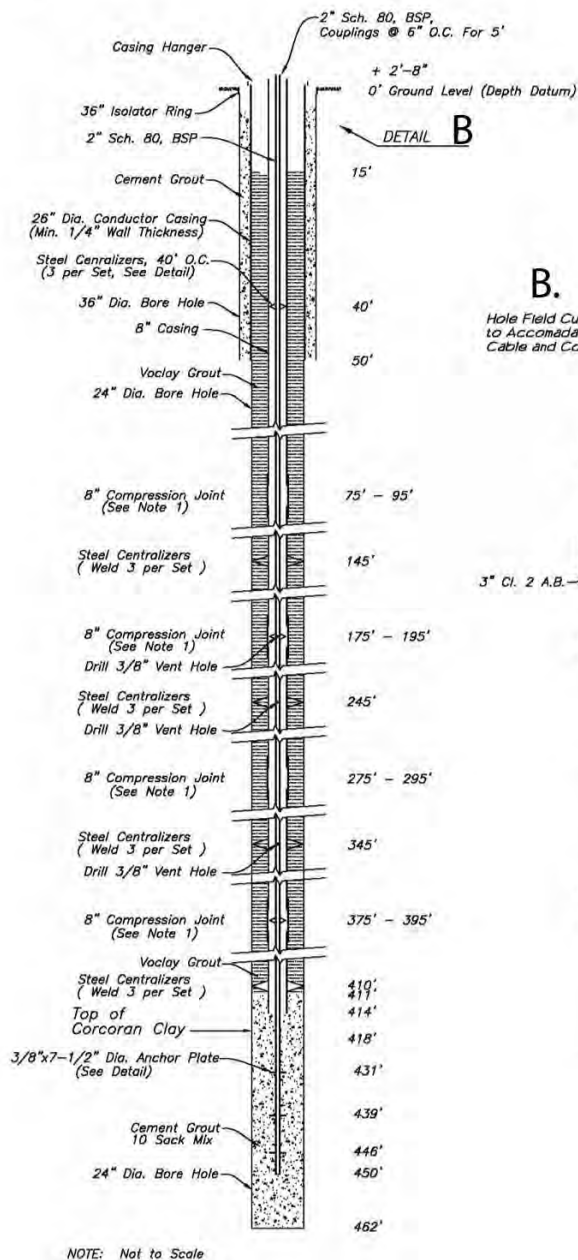 2" Sch. 80, BSP,
Couplings @ 6" O.C. For 5'
Casing Hanger
+ 2'-8"
0' Ground Level (Depth Datum)
36" Isolator Ring
DETAIL B
2" Sch. 80, BSP
15'
Cement Grout
26" Dia. Conductor Casing
(Min. 1/4" Wall Thickness)
Steel Cenralizers, 40' O.C.
(3 per Set, See Detail)
B.
40'
36" Dia. Bore Hole
Hole Field Cu
to Accomada
Cable and Co
8" Casing
50'
Voclay Grout
24" Dia. Bore Hole
8" Compression Joint
(See Note 1)
75' - 95'
Steel Centralizers
( Weld 3 per Set )
145'
3" Cl. 2 A.B.
8" Compression Joint
(See Note 1)
175' - 195'
Drill 3/8" Vent Hole
Steel Centralizers
( Weld 3 per Set )
245'
Drill 3/8" Vent Hole
8" Compression Joint
(See Note 1)
275' - 295'
Steel Centralizers
( Weld 3 per Set )
345'
Drill 3/8" Vent Hole
8" Compression Joint
(See Note 1)
375' - 395'
Voclay Grout
Steel Centralizers
( Weld 3 per Set )
410'
411'
414'
Top of
Corcoran Clay
418'
3/8"x7-1/2" Dia. Anchor Plate
(See Detail)
431'
439'
Cement Grout
10 Sack Mix
446'
450'
24" Dia. Bore Hole
462'
NOTE: Not to Scale